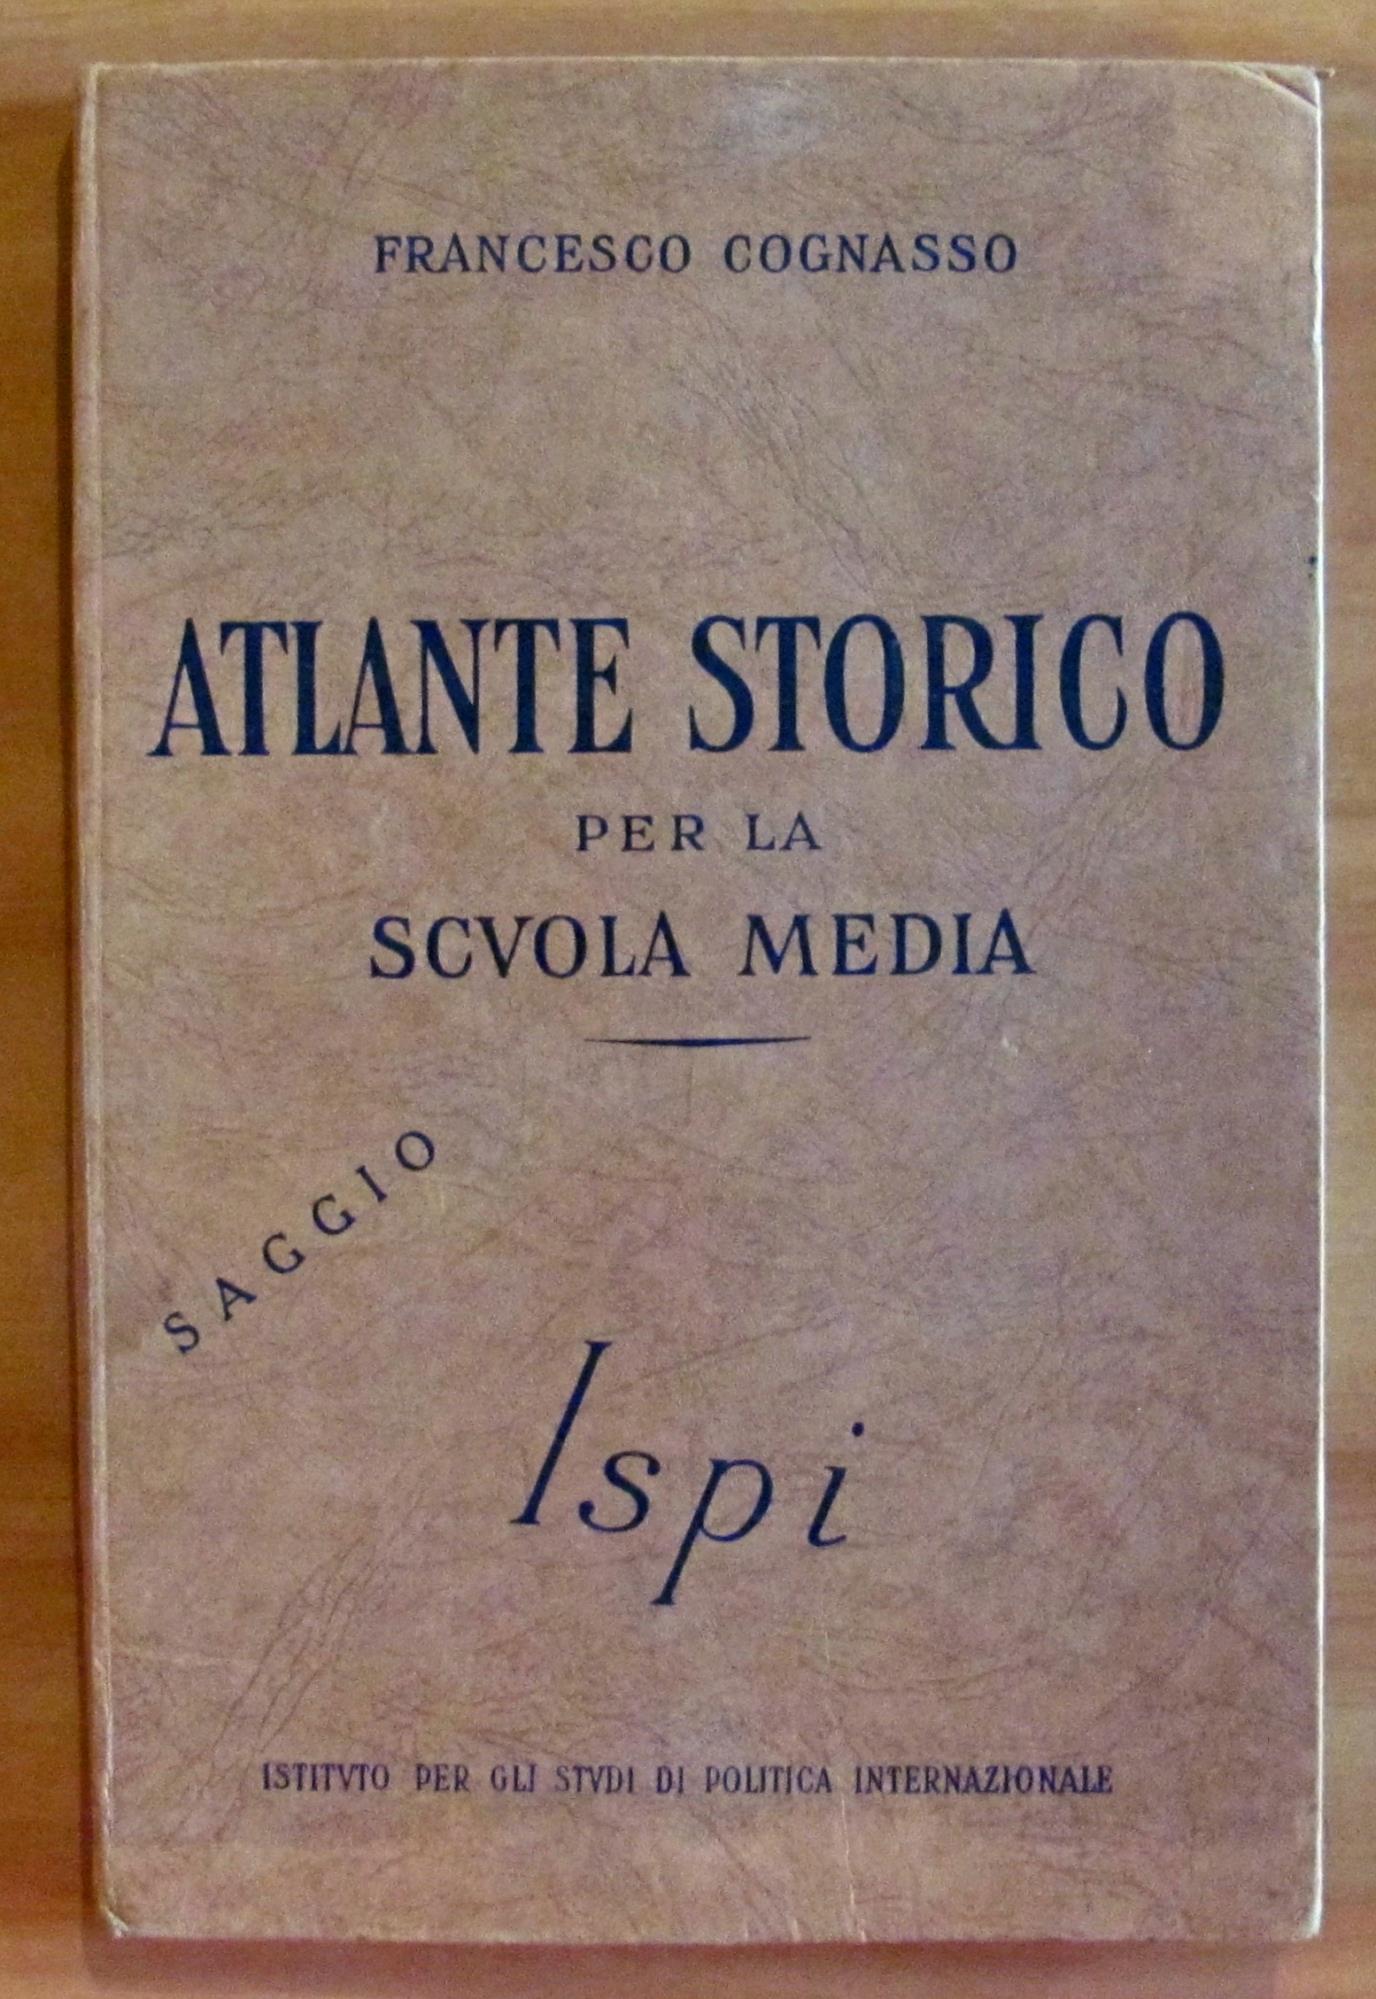 FRANCESCO COGNASSO
ATLANTE STORICO
PER LA
SCVOLA MEDIA
SAGGIO
Ispi
ISTITVTO PER GLI STVDI DI POLITICA INTERNAZIONALE